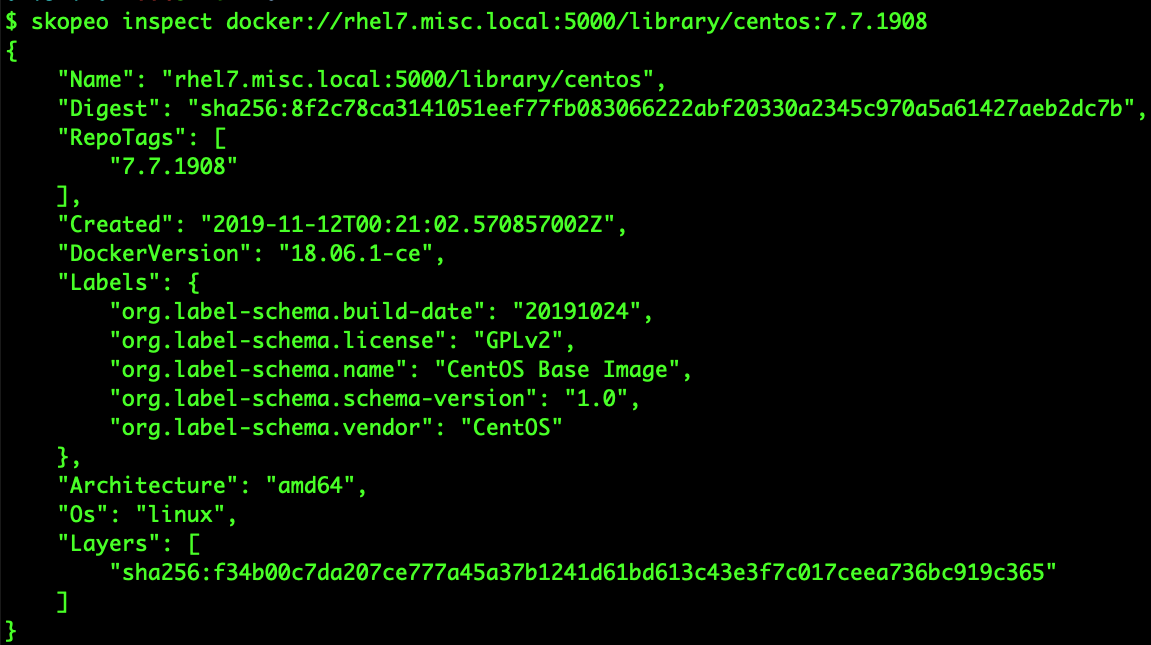 $ skopeo inspect docker://rhel7.misc.local:5000/library/centos:7.7.1908
{
    "Name": "rhel7.misc.local:5000/library/centos",
    "Digest": "sha256:8f2c78ca3141051eef77fb083066222abf20330a2345c970a5a61427aeb2dc7b",
    "RepoTags": [
        "7.7.1908"
    ],
    "Created": "2019-11-12T00:21:02.570857002Z",
    "DockerVersion": "18.06.1-ce",
    "Labels": {
        "org.label-schema.build-date": "20191024",
        "org.label-schema.license": "GPLv2",
        "org.label-schema.name": "CentOS Base Image",
        "org.label-schema.schema-version": "1.0",
        "org.label-schema.vendor": "CentOS"
    },
    "Architecture": "amd64",
    "Os": "linux",
    "Layers": [
        "sha256:f34b00c7da207ce777a45a37b1241d61bd613c43e3f7c017ceea736bc919c365"
    ]
}